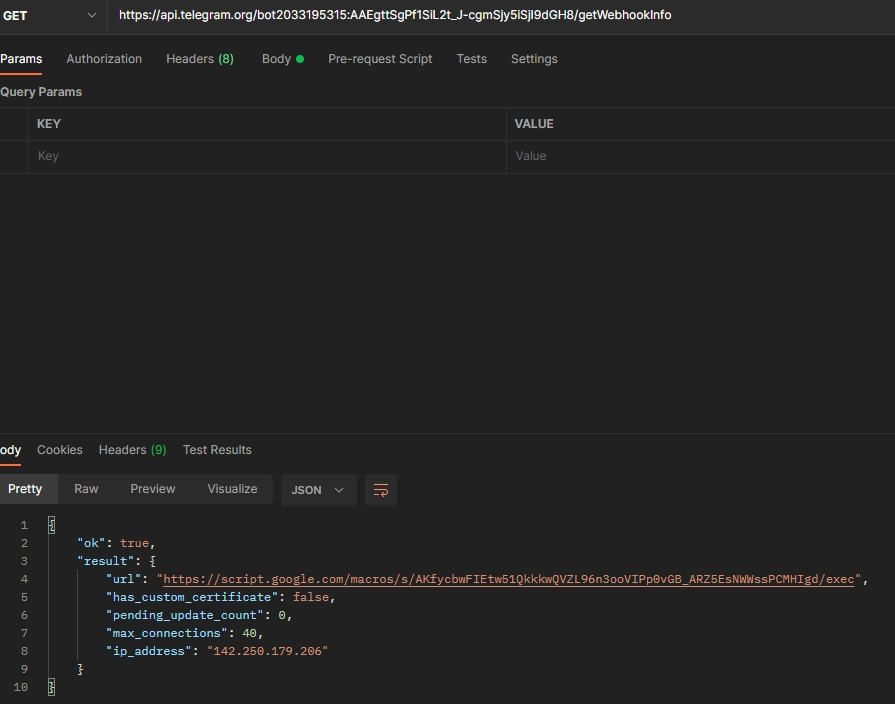 GET https://api.telegram.org/bot2033195315:AAEgttSgPf1SiL2t_J-cgmSjy5iSjI9dGH8/getWebhookInfo
Params Authorization Headers (8) Body Pre-request Script Tests Settings
Query Params
KEY VALUE
Key Value
ody Cookies Headers (9) Test Results
Pretty Raw Preview Visualize JSON
1 {
2 "ok": true,
3 "result": {
4 "url": "https://script.google.com/macros/s/AKfycbwFIEtw51QkkkwQVZL96n3ooVIPp0vGB_ARZ5EsNWWssPCMHIgd/exec",
5 "has_custom_certificate": false,
6 "pending_update_count": 0,
7 "max_connections": 40,
8 "ip_address": "142.250.179.206"
9 }
10 }